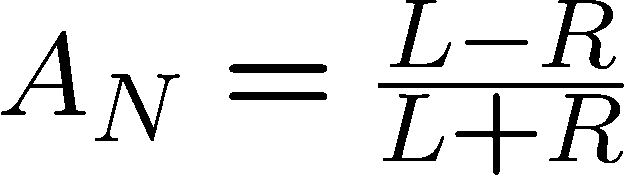 A_N = \frac{L-R}{L+R}